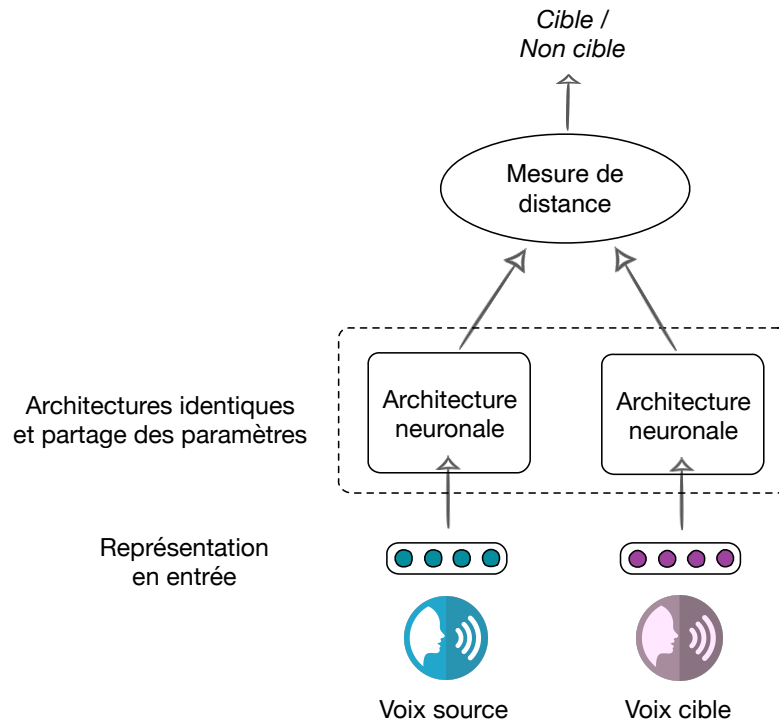 Cible /
Non cible
Mesure de
distance
Architectures identiques
et partage des paramètres
Architecture
neuronale
Architecture
neuronale
Représentation
en entrée
Voix source
Voix cible